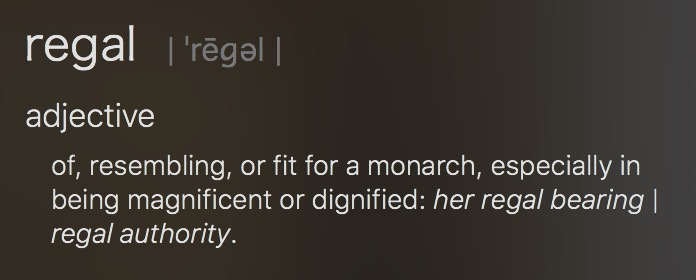 regal | ˈrēgəl |
adjective
of, resembling, or fit for a monarch, especially in
being magnificent or dignified: her regal bearing |
regal authority.